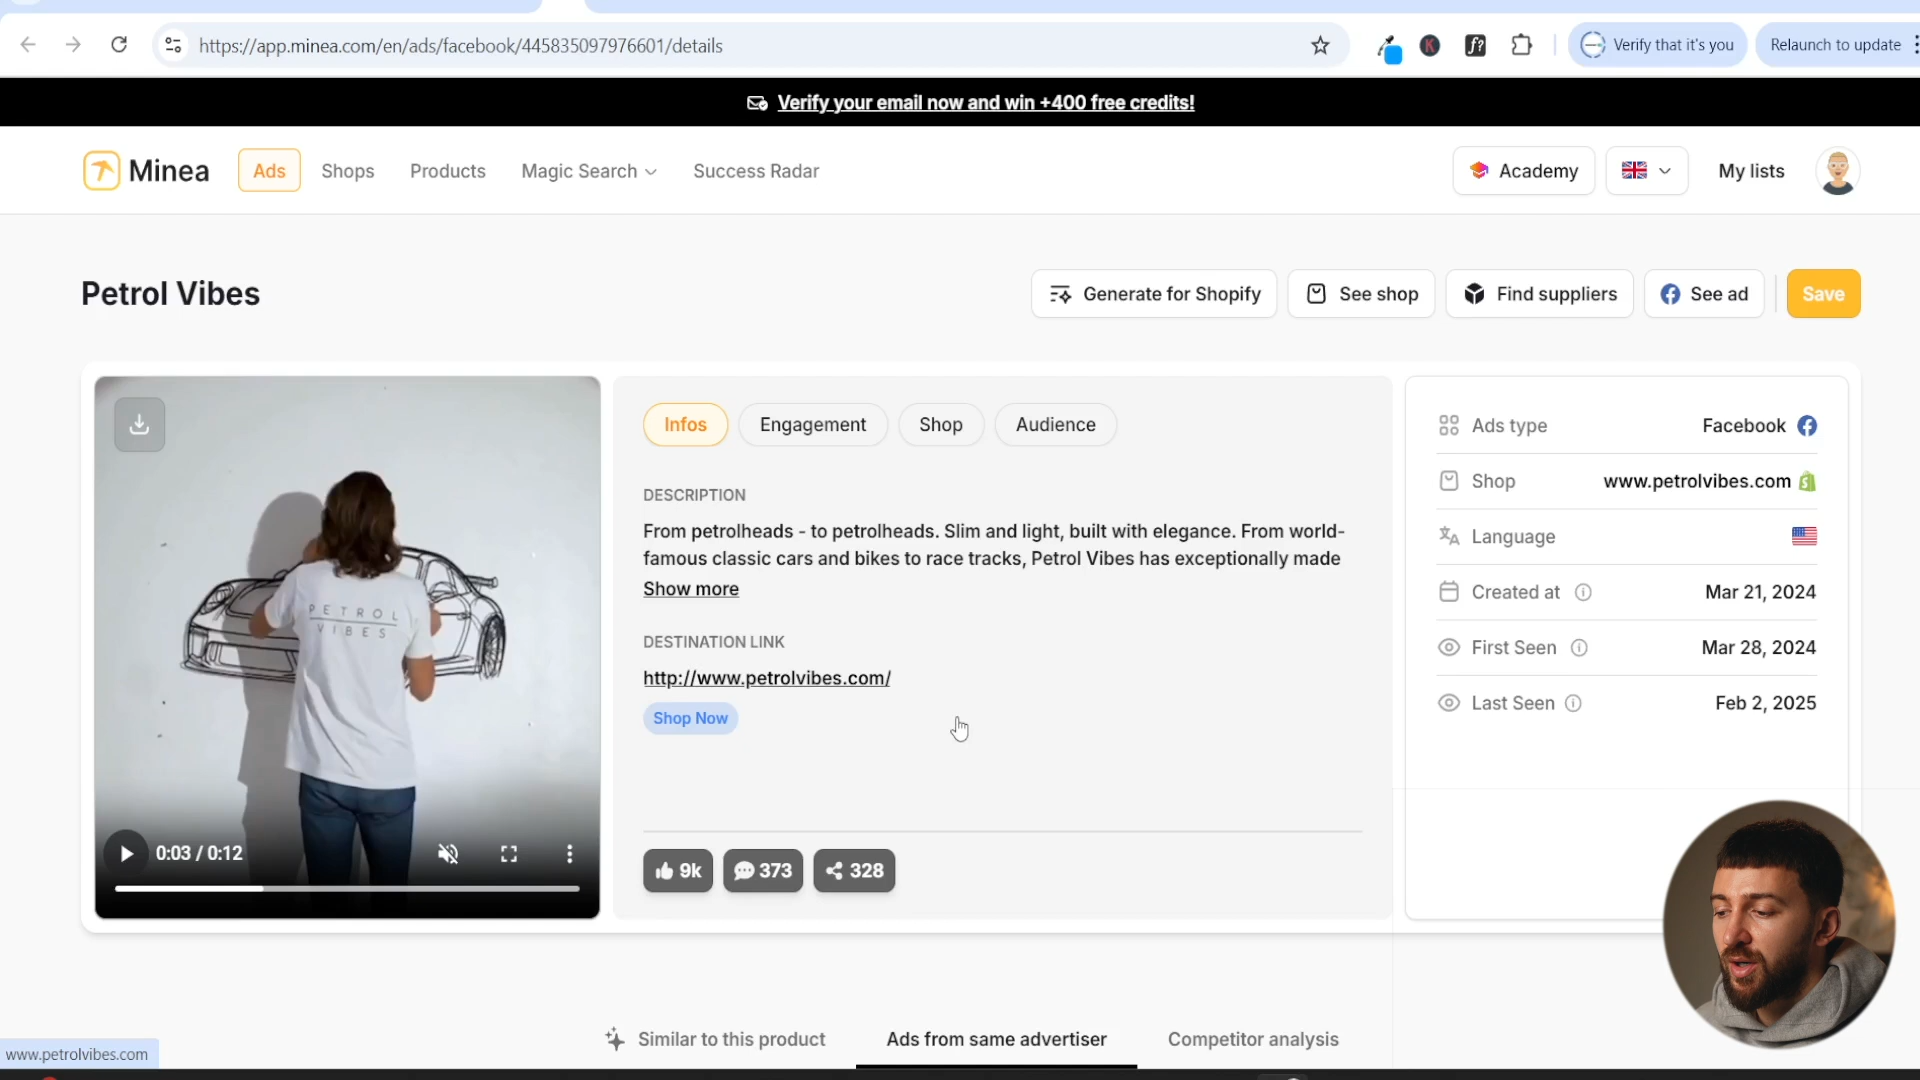 https://app.minea.com/en/ads/facebook/445835097976601/details
Verify that it's you
Relaunch to update
Verify your email now and win +400 free credits!
Minea
Ads
Shops
Products
Magic Search
Success Radar
Academy
My lists
Petrol Vibes
Generate for Shopify
See shop
Find suppliers
See ad
Save
PETROL
VIBES
0:03 / 0:12
Infos
Engagement
Shop
Audience
DESCRIPTION
From petrolheads - to petrolheads. Slim and light, built with elegance. From world-
famous classic cars and bikes to race tracks, Petrol Vibes has exceptionally made
Show more
DESTINATION LINK
http://www.petrolvibes.com/
Shop Now
9k
373
328
Ads type
Facebook
Shop
www.petrolvibes.com
Language
Created at
Mar 21, 2024
First Seen
Mar 28, 2024
Last Seen
Feb 2, 2025
Similar to this product
Ads from same advertiser
Competitor analysis
www.petrolvibes.com